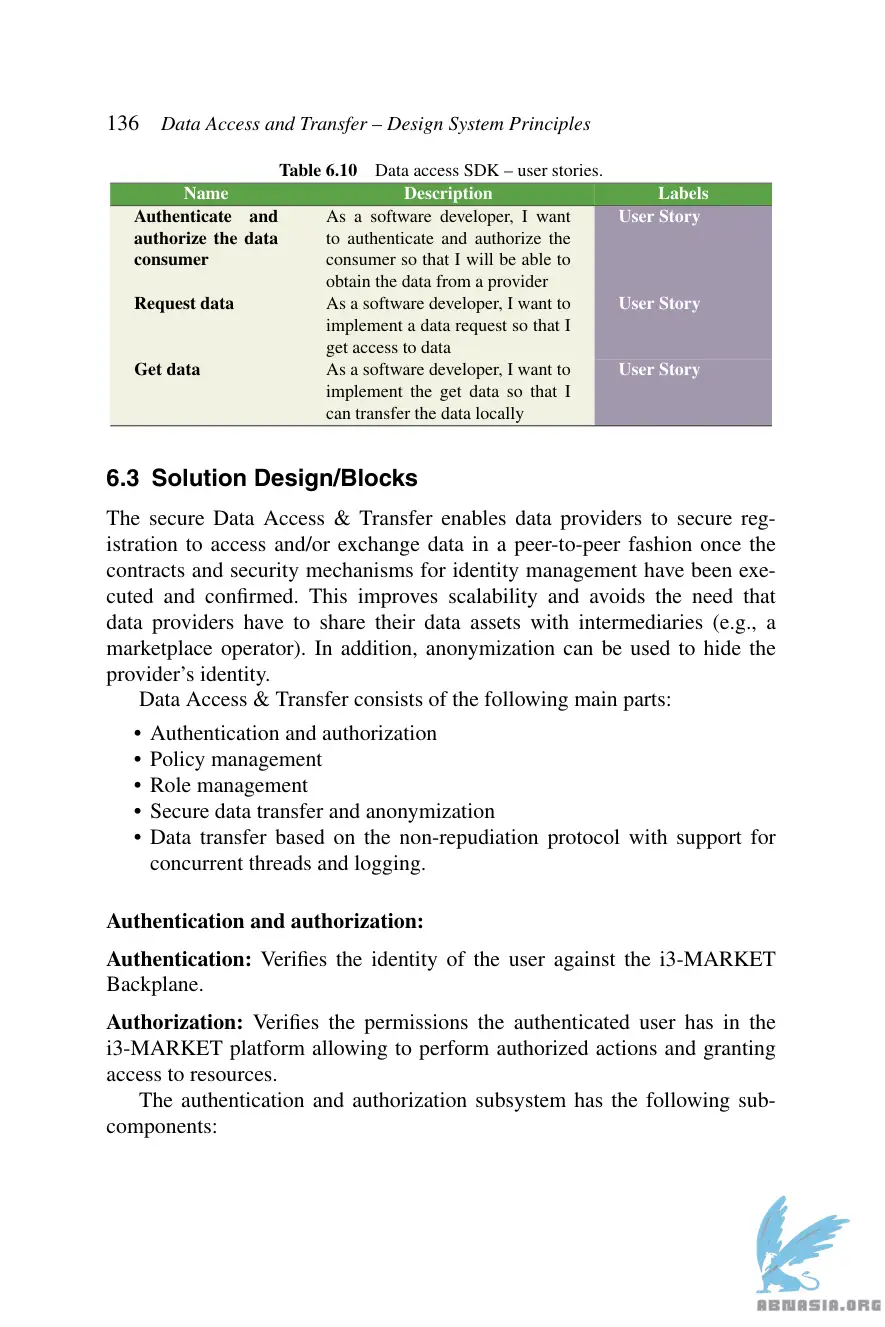 136 Data Access and Transfer – Design System Principles
Table 6.10 Data access SDK – user stories.
Name Description Labels
Authenticate and As a software developer, I want User Story
authorize the data to authenticate and authorize the
consumer consumer so that I will be able to
obtain the data from a provider
Request data As a software developer, I want to User Story
implement a data request so that I
get access to data
Get data As a software developer, I want to User Story
implement the get data so that I
can transfer the data locally
6.3 Solution Design/Blocks
The secure Data Access & Transfer enables data providers to secure reg-
istration to access and/or exchange data in a peer-to-peer fashion once the
contracts and security mechanisms for identity management have been exe-
cuted and confirmed. This improves scalability and avoids the need that
data providers have to share their data assets with intermediaries (e.g., a
marketplace operator). In addition, anonymization can be used to hide the
provider's identity.
Data Access & Transfer consists of the following main parts:
• Authentication and authorization
• Policy management
• Role management
• Secure data transfer and anonymization
• Data transfer based on the non-repudiation protocol with support for
concurrent threads and logging.
Authentication and authorization:
Authentication: Verifies the identity of the user against the i3-MARKET
Backplane.
Authorization: Verifies the permissions the authenticated user has in the
i3-MARKET platform allowing to perform authorized actions and granting
access to resources.
The authentication and authorization subsystem has the following sub-
components:
ABNASIA.ORG